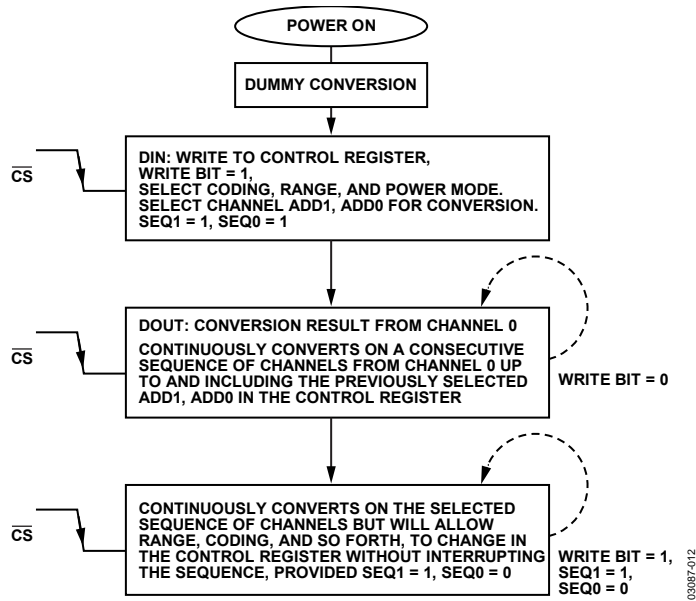 POWER ON
DUMMY CONVERSION
CS
DIN: WRITE TO CONTROL REGISTER,
WRITE BIT = 1,
SELECT CODING, RANGE, AND POWER MODE.
SELECT CHANNEL ADD1, ADD0 FOR CONVERSION.
SEQ1 = 1, SEQ0 = 1
CS
DOUT: CONVERSION RESULT FROM CHANNEL 0
CONTINUOUSLY CONVERTS ON A CONSECUTIVE
SEQUENCE OF CHANNELS FROM CHANNEL 0 UP
TO AND INCLUDING THE PREVIOUSLY SELECTED
ADD1, ADD0 IN THE CONTROL REGISTER
WRITE BIT = 0
CS
CONTINUOUSLY CONVERTS ON THE SELECTED
SEQUENCE OF CHANNELS BUT WILL ALLOW
RANGE, CODING, AND SO FORTH, TO CHANGE IN
THE CONTROL REGISTER WITHOUT INTERRUPTING
THE SEQUENCE, PROVIDED SEQ1 = 1, SEQ0 = 0
WRITE BIT = 1,
SEQ1 = 1,
SEQ0 = 0
03087-012